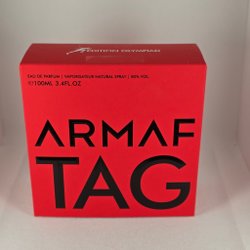 EAU DE PARFUM | VAPORISATEUR NATURAL SPRAY | 80% VOL.
℮100ML 3.4FL.OZ
ARMAF
TAG